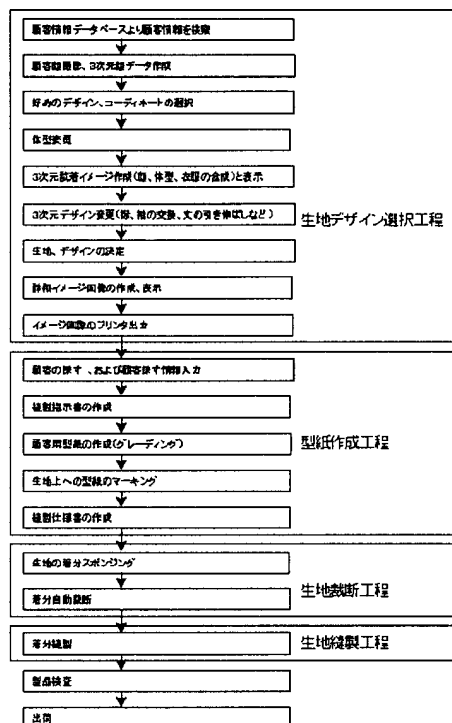 顧客情報データベースより顧客情報を検索
顧客顔画像、3次元顔データ作成
好みのデザイン、コーディネートの選択
体型変更
3次元試着イメージ作成(顔、体型、衣服の合成)と表示
3次元デザイン変更(襟、袖の交換、丈の引き伸ばしなど)
生地デザイン選択工程
生地、デザインの決定
詳細イメージ画像の作成、表示
イメージ画像のプリンタ出力
顧客の採寸、および顧客採寸情報入力
縫製指示書の作成
顧客用型紙の作成(グレーディング)
型紙作成工程
生地上への型紙のマーキング
縫製仕様書の作成
生地の着分スポンジング
生地裁断工程
着分自動裁断
着分縫製
生地縫製工程
製品検査
出荷